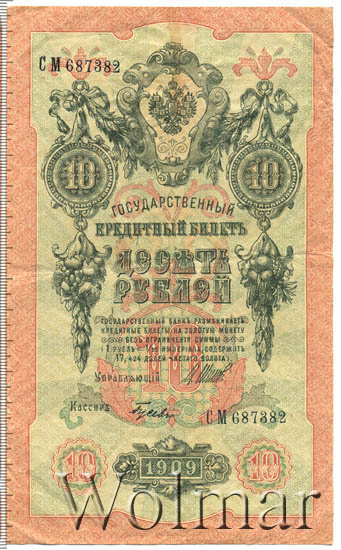 СМ 687382
10 10
ГОСУДАРСТВЕННЫЙ
КРЕДИТНЫЙ БИЛЕТЪ
ДЕСЯТЬ
РУБЛЕЙ
ГОСУДАРСТВЕННЫЙ БАНКЪ РАЗМѢНИВАЕТЪ
КРЕДИТНЫЕ БИЛЕТЫ НА ЗОЛОТУЮ МОНЕТУ
БЕЗЪ ОГРАНИЧЕНІЯ СУММЫ
(1 РУБЛЬ = 1/15 ИМПЕРІАЛА, СОДЕРЖИТЪ
17,424 ДОЛЕЙ ЧИСТАГО ЗОЛОТА).
УПРАВЛЯЮЩІЙ
10
Кассиръ
СМ 687382
10 1909 10
Wolmar